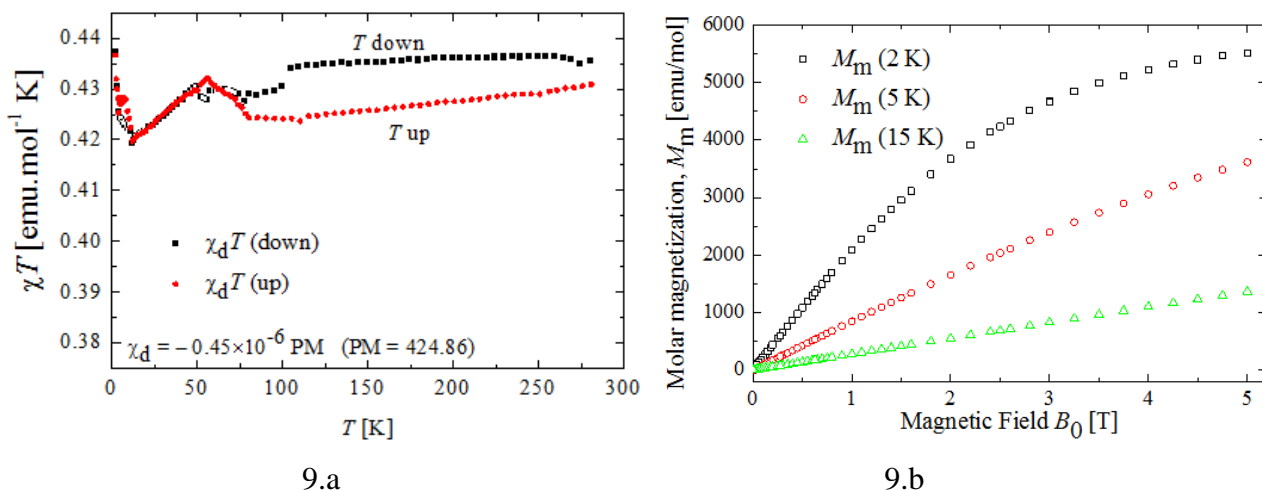 0.44
0.43
0.42
0.41
0.40
0.39
0.38
χT [emu.mol⁻¹ K]
T down
T up
χdT (down)
χdT (up)
χd = − 0.45×10⁻⁶ PM (PM = 424.86)
0 50 100 150 200 250 300
T [K]
9.a
6000
5000
4000
3000
2000
1000
0
Molar magnetization, Mm [emu/mol]
Mm (2 K)
Mm (5 K)
Mm (15 K)
0 1 2 3 4 5
Magnetic Field B0 [T]
9.b